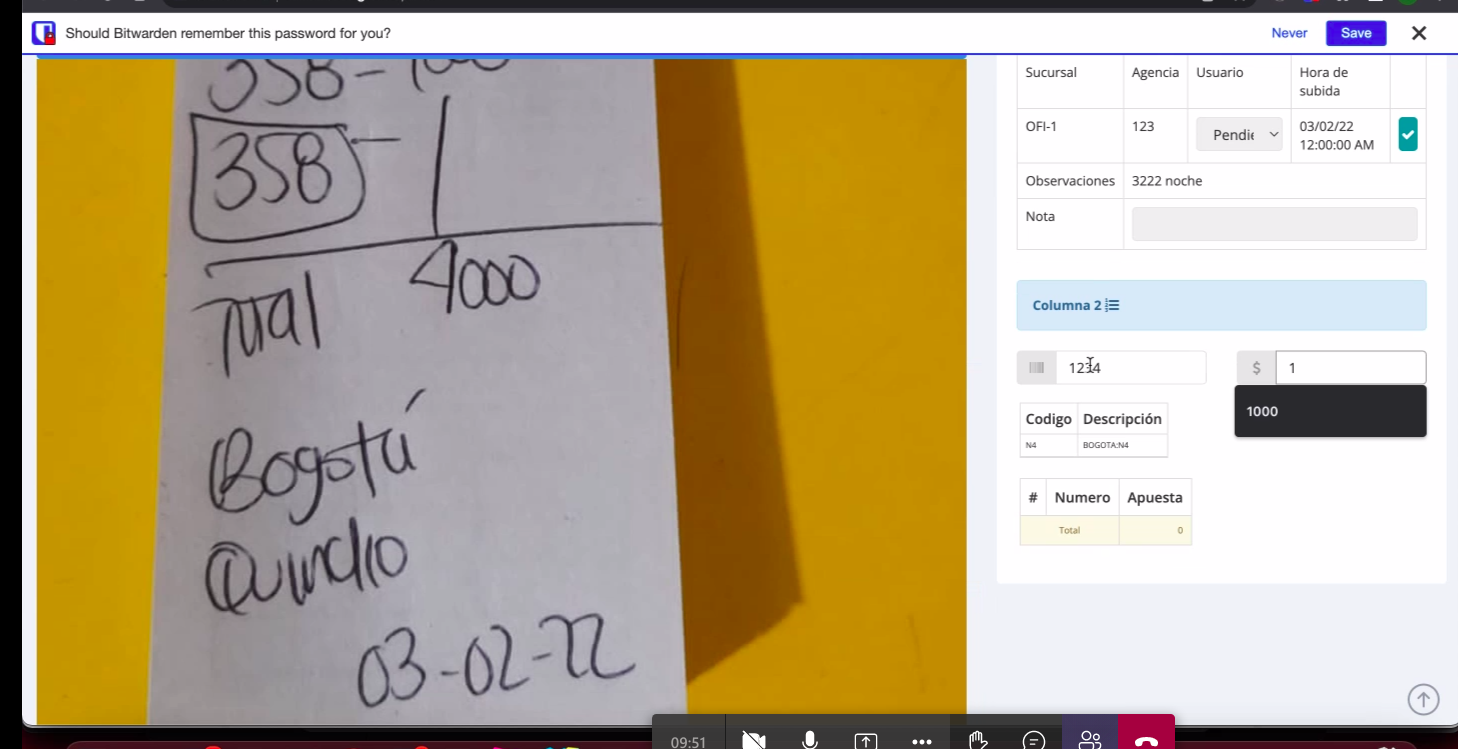 Should Bitwarden remember this password for you?
Never
Save
358 - 1000
358 -
Total 4000
Bogotá
Quindio
03-02-22
Sucursal Agencia Usuario Hora de
subida
OFI-1 123 Pendie 03/02/22
12:00:00 AM
Observaciones 3222 noche
Nota
Columna 2
1234 $ 1
1000
Codigo Descripción
N4 BOGOTA:N4
# Numero Apuesta
Total 0
09:51